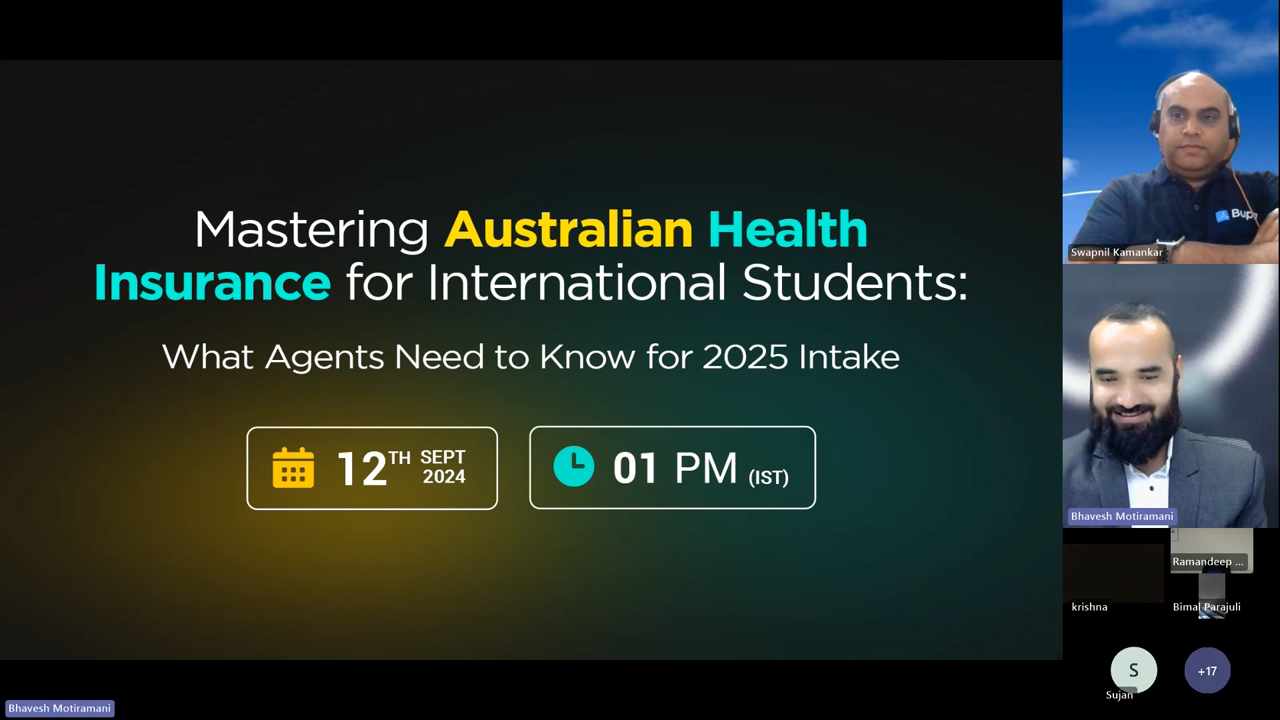 Mastering Australian Health
Insurance for International Students:
What Agents Need to Know for 2025 Intake
12TH SEPT
2024
01 PM (IST)
Bup
Swapnil Kamankar
Bhavesh Motiramani
Ramandeep ...
krishna
Bimal Parajuli
S
+17
Sujan
Bhavesh Motiramani